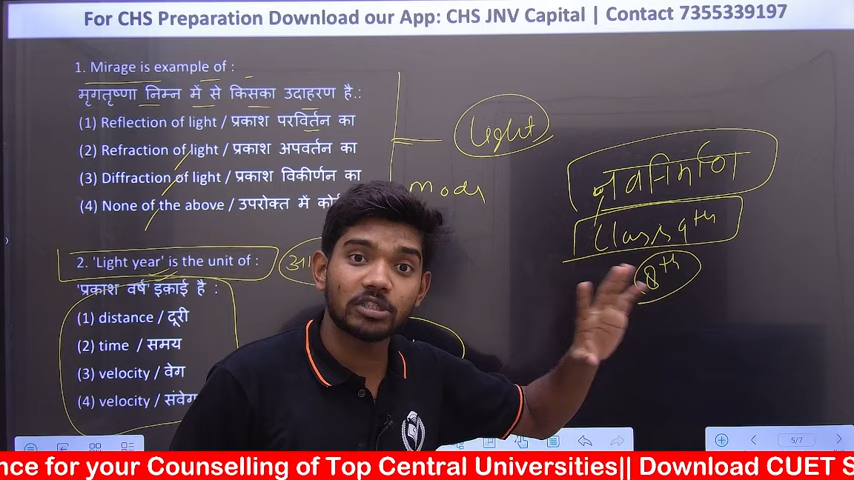 For CHS Preparation Download our App: CHS JNV Capital | Contact 7355339197
1. Mirage is example of :
मृगतृष्णा निम्न में से किसका उदाहरण है.:
(1) Reflection of light / प्रकाश परवर्तिन का
(2) Refraction of light / प्रकाश अपवर्तन का
(3) Diffraction of light / प्रकाश विकीर्णन का
(4) None of the above / उपरोक्त में
Light
नवनिर्माण
Class 9th
8th
2. 'Light year' is the unit of :
'प्रकाश वर्ष' इकाई है :
(1) distance / दूरी
(2) time / समय
(3) velocity / वेग
(4) velocity / संवेग
5/7
nce for your Counselling of Top Central Universities|| Download CUET S